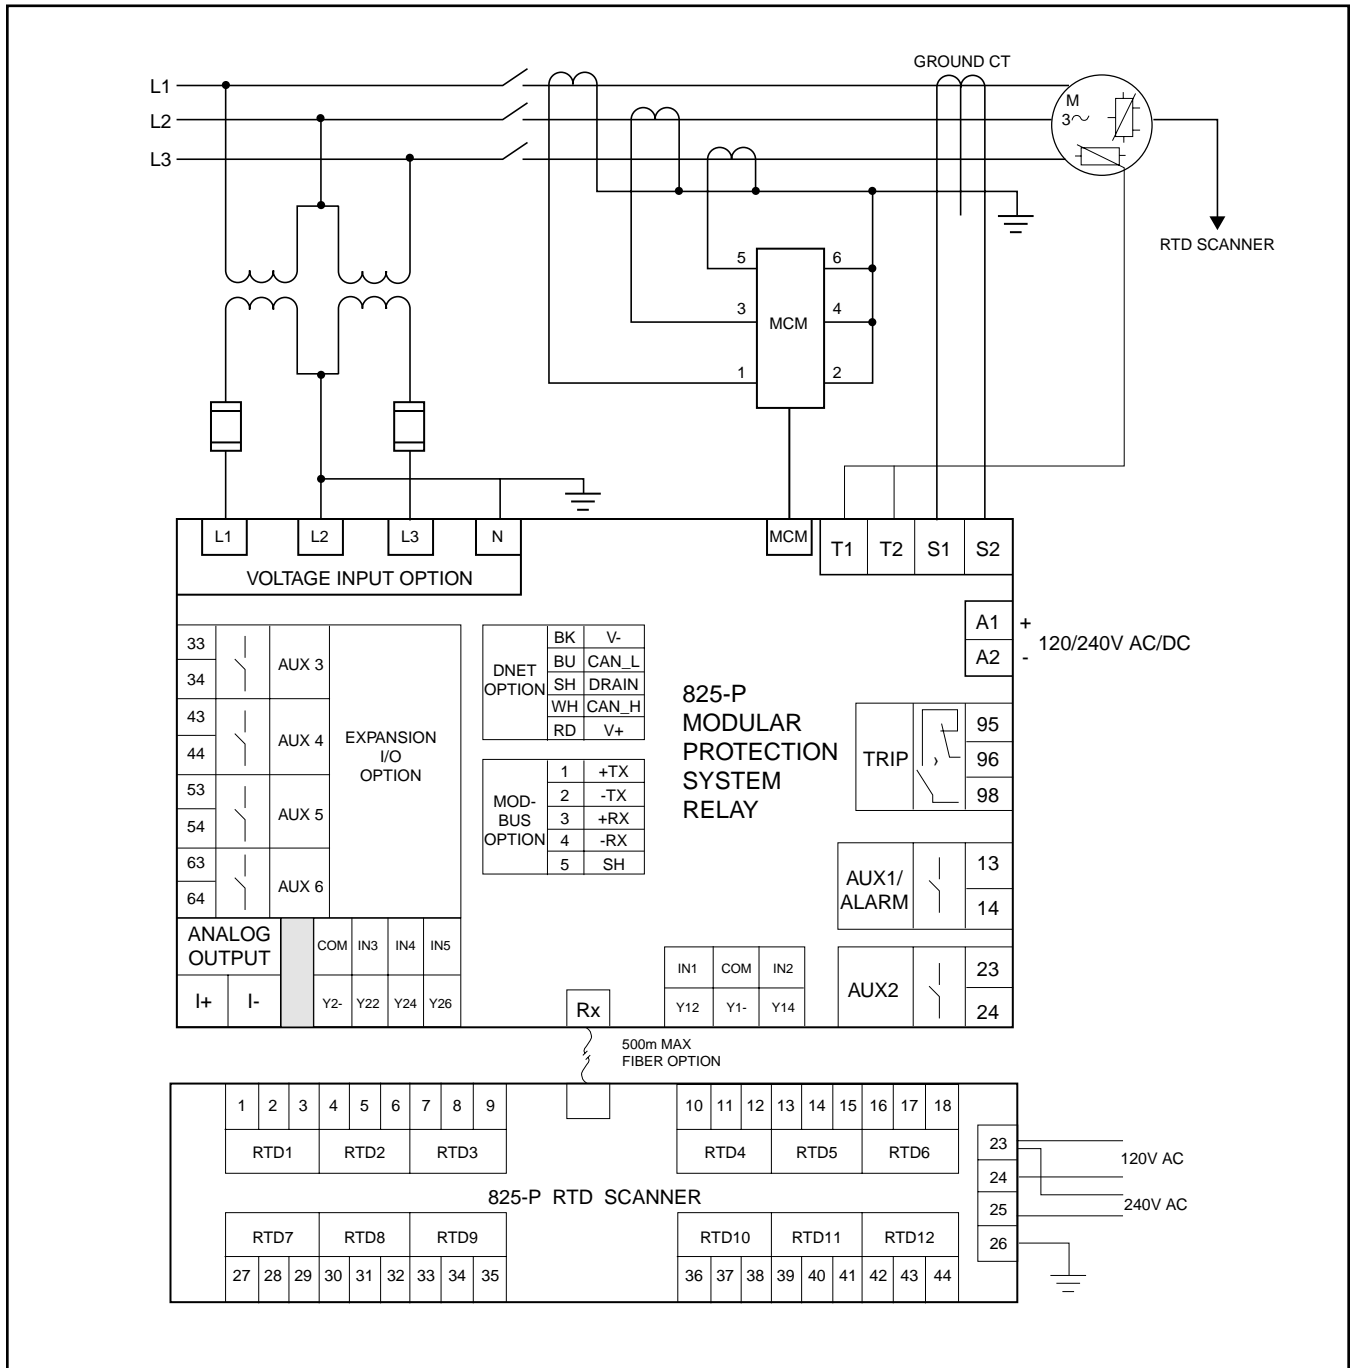 GROUND CT
L1
L2
L3
M
3~
RTD SCANNER
5 6
3 MCM 4
1 2
L1 L2 L3 N MCM T1 T2 S1 S2
VOLTAGE INPUT OPTION
A1 +
A2 -
120/240V AC/DC
33
34
AUX 3
43
44
AUX 4
53
54
AUX 5
63
64
AUX 6
EXPANSION
I/O
OPTION
DNET
OPTION
BK V-
BU CAN_L
SH DRAIN
WH CAN_H
RD V+
MOD-
BUS
OPTION
1 +TX
2 -TX
3 +RX
4 -RX
5 SH
825-P
MODULAR
PROTECTION
SYSTEM
RELAY
TRIP
95
96
98
AUX1/
ALARM
13
14
AUX2
23
24
ANALOG
OUTPUT
I+ I-
COM IN3 IN4 IN5
Y2- Y22 Y24 Y26
Rx
IN1 COM IN2
Y12 Y1- Y14
500m MAX
FIBER OPTION
1 2 3 4 5 6 7 8 9
RTD1 RTD2 RTD3
10 11 12 13 14 15 16 17 18
RTD4 RTD5 RTD6
825-P RTD SCANNER
23
24
25
26
120V AC
240V AC
RTD7 RTD8 RTD9
27 28 29 30 31 32 33 34 35
RTD10 RTD11 RTD12
36 37 38 39 40 41 42 43 44